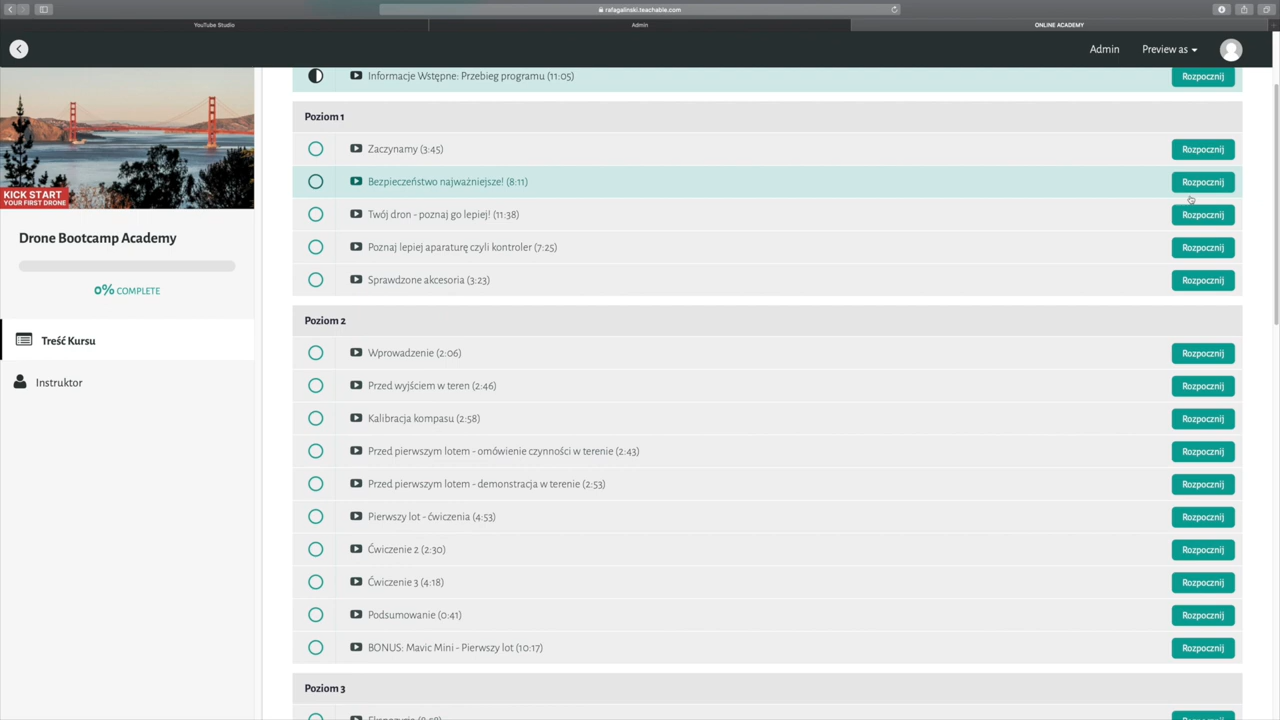 rafagalinski.teachable.com
YouTube Studio
Admin
ONLINE ACADEMY
Admin
Preview as
KICK START
YOUR FIRST DRONE
Drone Bootcamp Academy
0% COMPLETE
Treść Kursu
Instruktor
Informacje Wstępne: Przebieg programu (11:05) Rozpocznij
Poziom 1
Zaczynamy (3:45) Rozpocznij
Bezpieczeństwo najważniejsze! (8:11) Rozpocznij
Twój dron - poznaj go lepiej! (11:38) Rozpocznij
Poznaj lepiej aparaturę czyli kontroler (7:25) Rozpocznij
Sprawdzone akcesoria (3:23) Rozpocznij
Poziom 2
Wprowadzenie (2:06) Rozpocznij
Przed wyjściem w teren (2:46) Rozpocznij
Kalibracja kompasu (2:58) Rozpocznij
Przed pierwszym lotem - omówienie czynności w terenie (2:43) Rozpocznij
Przed pierwszym lotem - demonstracja w terenie (2:53) Rozpocznij
Pierwszy lot - ćwiczenia (4:53) Rozpocznij
Ćwiczenie 2 (2:30) Rozpocznij
Ćwiczenie 3 (4:18) Rozpocznij
Podsumowanie (0:41) Rozpocznij
BONUS: Mavic Mini - Pierwszy lot (10:17) Rozpocznij
Poziom 3